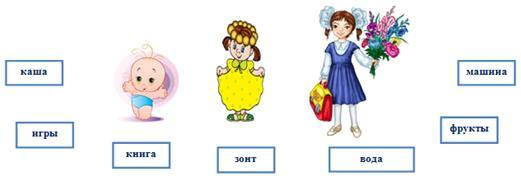 каша
машина
игры
фрукты
книга
зонт
вода